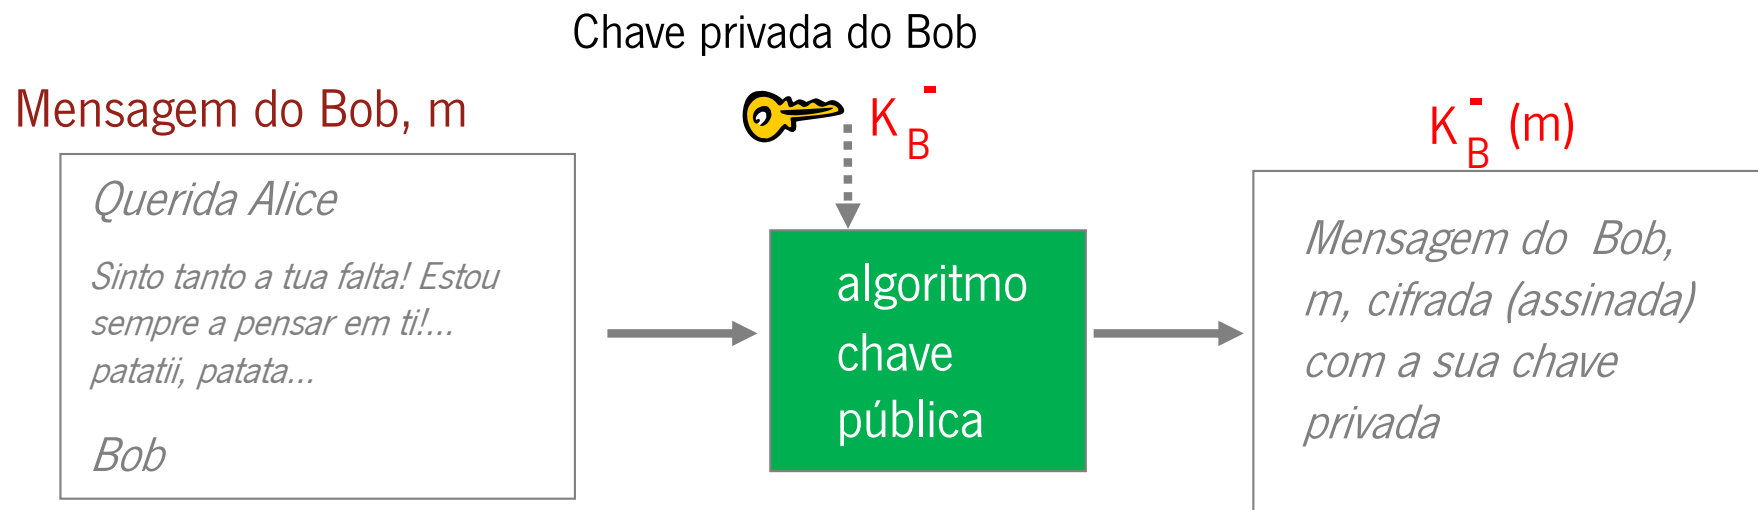 Chave privada do Bob
Mensagem do Bob, m
K B -
K B - (m)
Querida Alice
Sinto tanto a tua falta! Estou
sempre a pensar em ti!...
patatii, patata...
Bob
algoritmo
chave
pública
Mensagem do Bob,
m, cifrada (assinada)
com a sua chave
privada